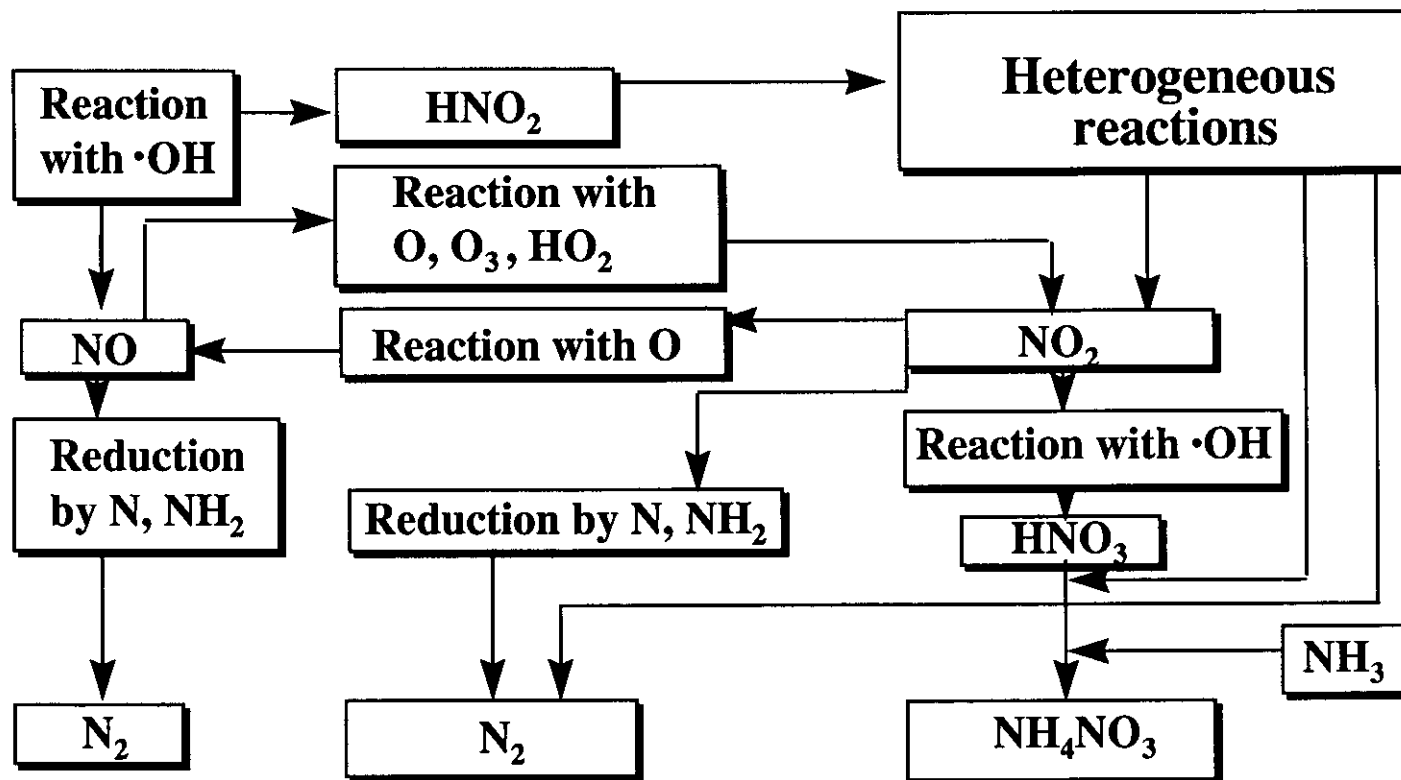 Reaction
with •OH
HNO₂
Heterogeneous
reactions
Reaction with
O, O₃, HO₂
NO
Reaction with O
NO₂
Reduction
by N, NH₂
Reaction with •OH
Reduction by N, NH₂
HNO₃
NH₃
N₂
N₂
NH₄NO₃